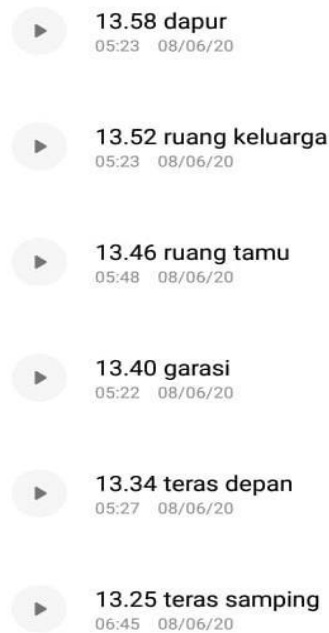 13.58 dapur
05:23 08/06/20
13.52 ruang keluarga
05:23 08/06/20
13.46 ruang tamu
05:48 08/06/20
13.40 garasi
05:22 08/06/20
13.34 teras depan
05:27 08/06/20
13.25 teras samping
06:45 08/06/20